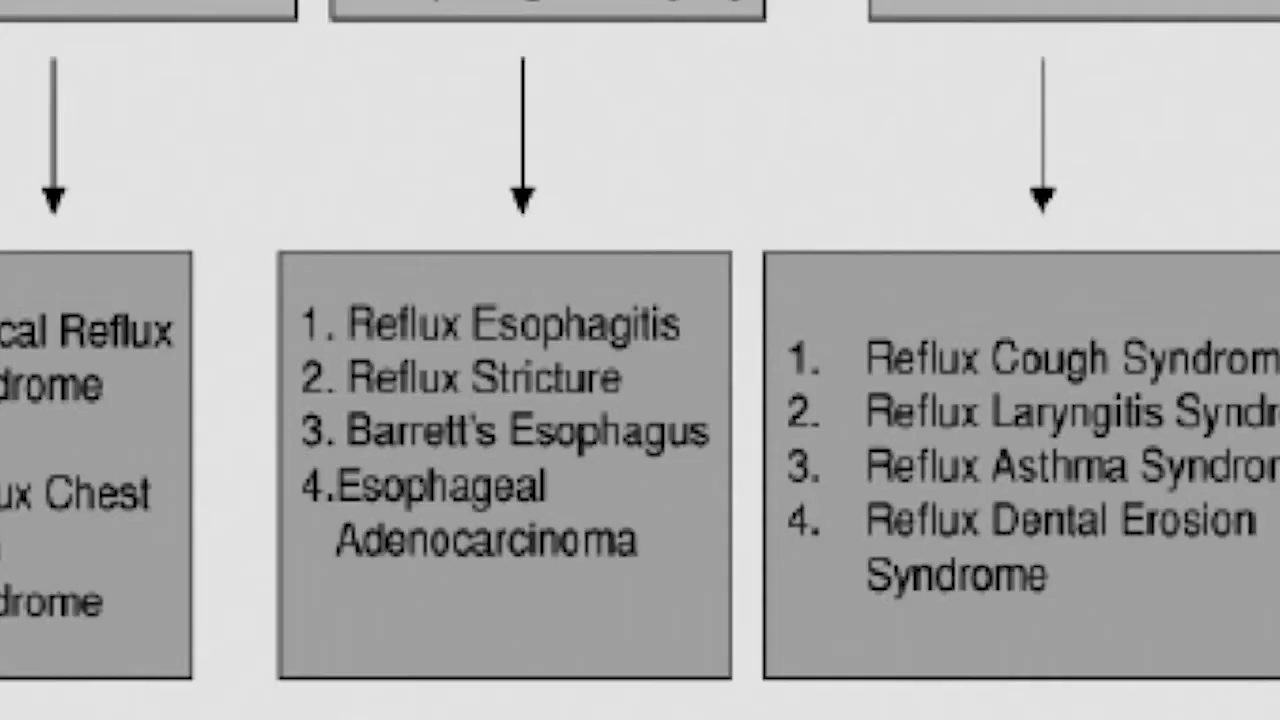 cal Reflux
drome
ux Chest
drome
1. Reflux Esophagitis
2. Reflux Stricture
3. Barrett's Esophagus
4.Esophageal
Adenocarcinoma
1. Reflux Cough Syndrom
2. Reflux Laryngitis Syndr
3. Reflux Asthma Syndro
4. Reflux Dental Erosion
Syndrome